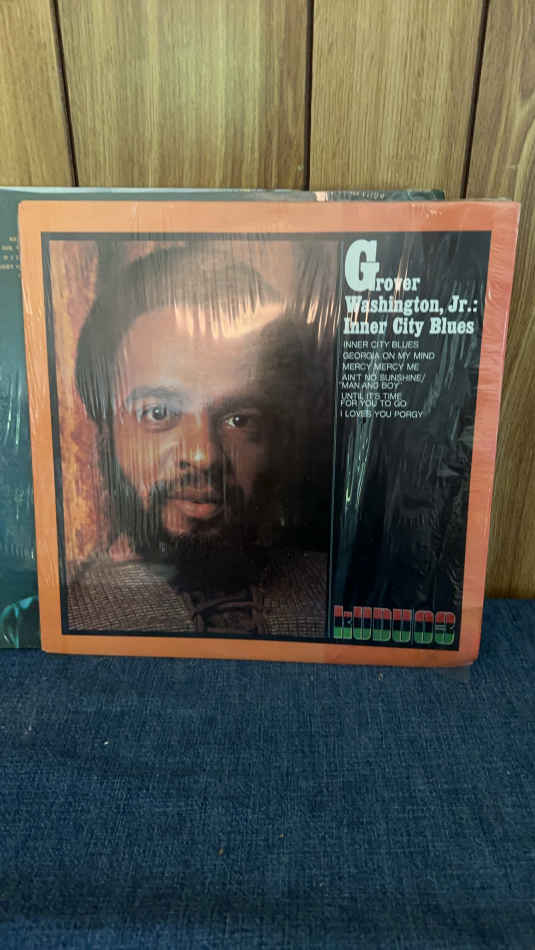 Grover
Washington, Jr.:
Inner City Blues
INNER CITY BLUES
GEORGIA ON MY MIND
MERCY MERCY ME
AIN'T NO SUNSHINE/
"MAN AND BOY"
UNTIL IT'S TIME
FOR YOU TO GO
I LOVES YOU PORGY
KUDU 03